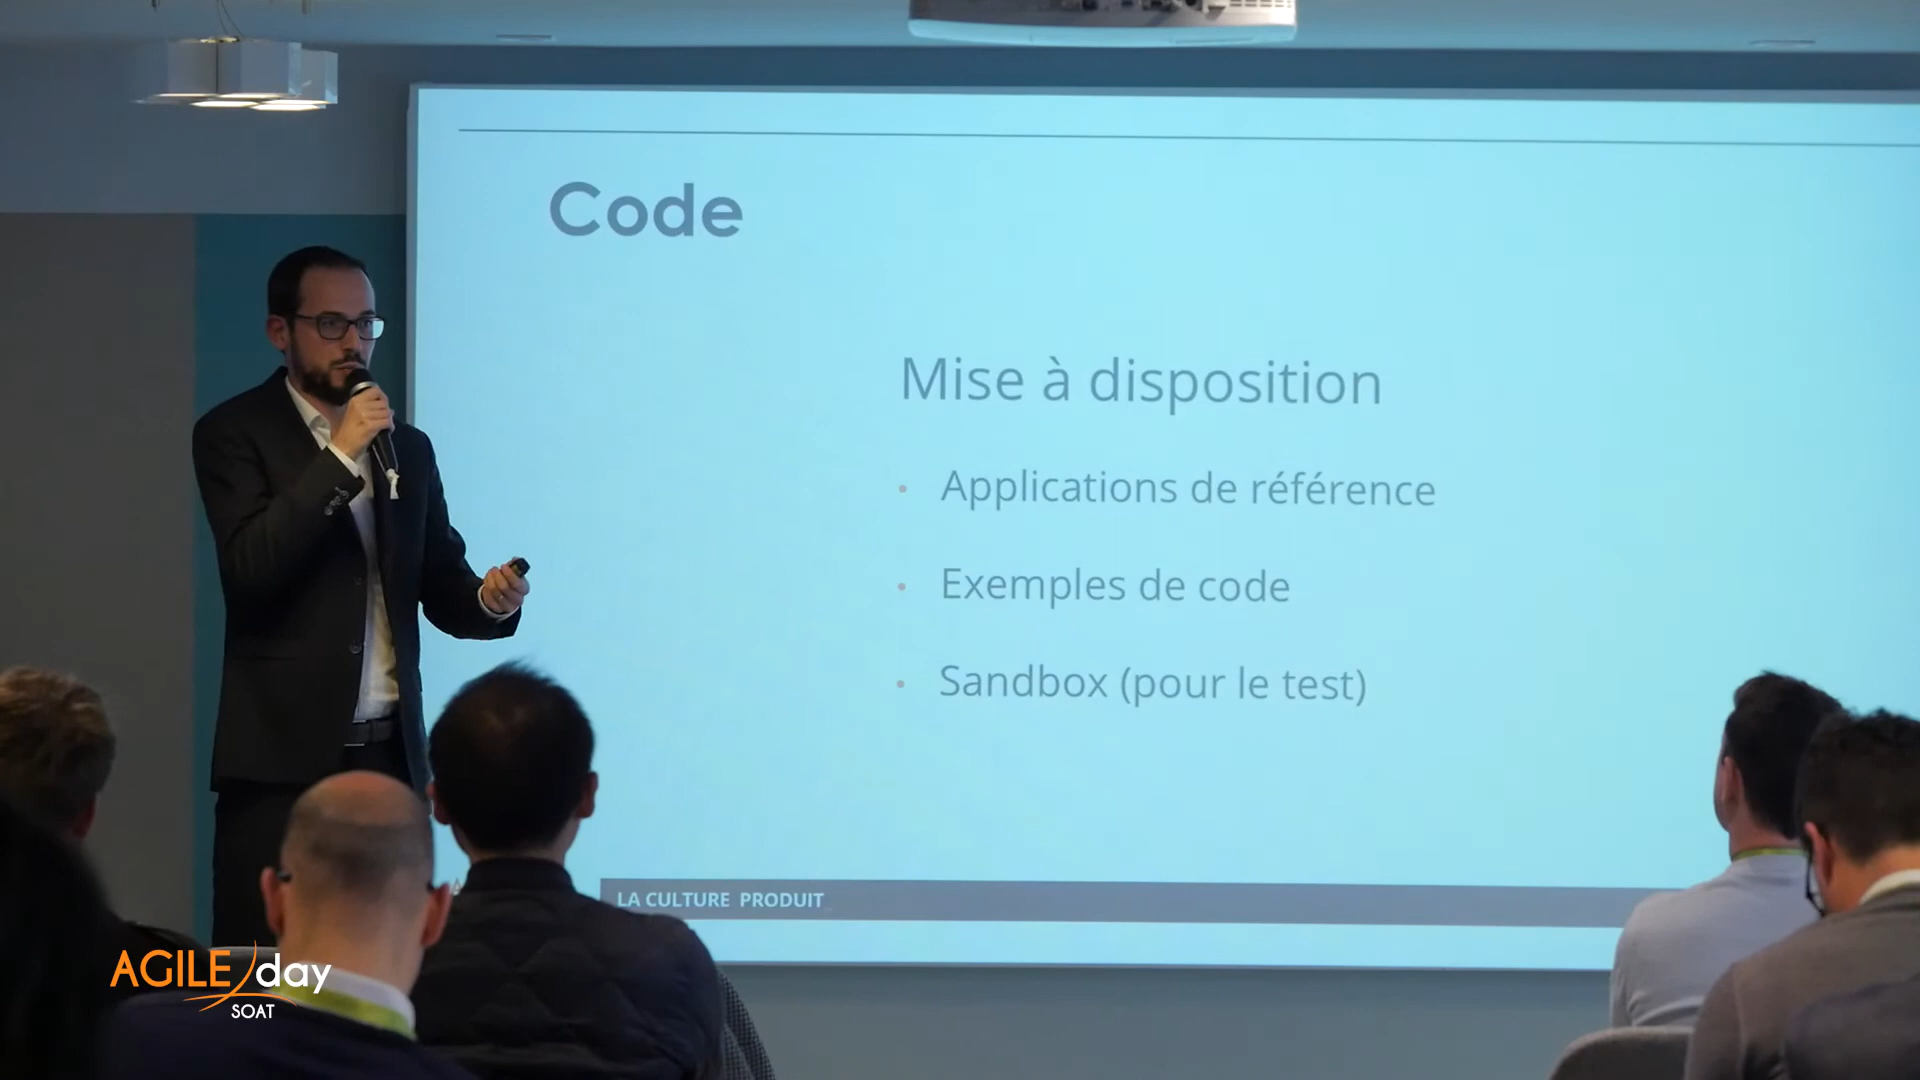 Code
Mise à disposition
• Applications de référence
• Exemples de code
• Sandbox (pour le test)
LA CULTURE PRODUIT
AGILE day
SOAT